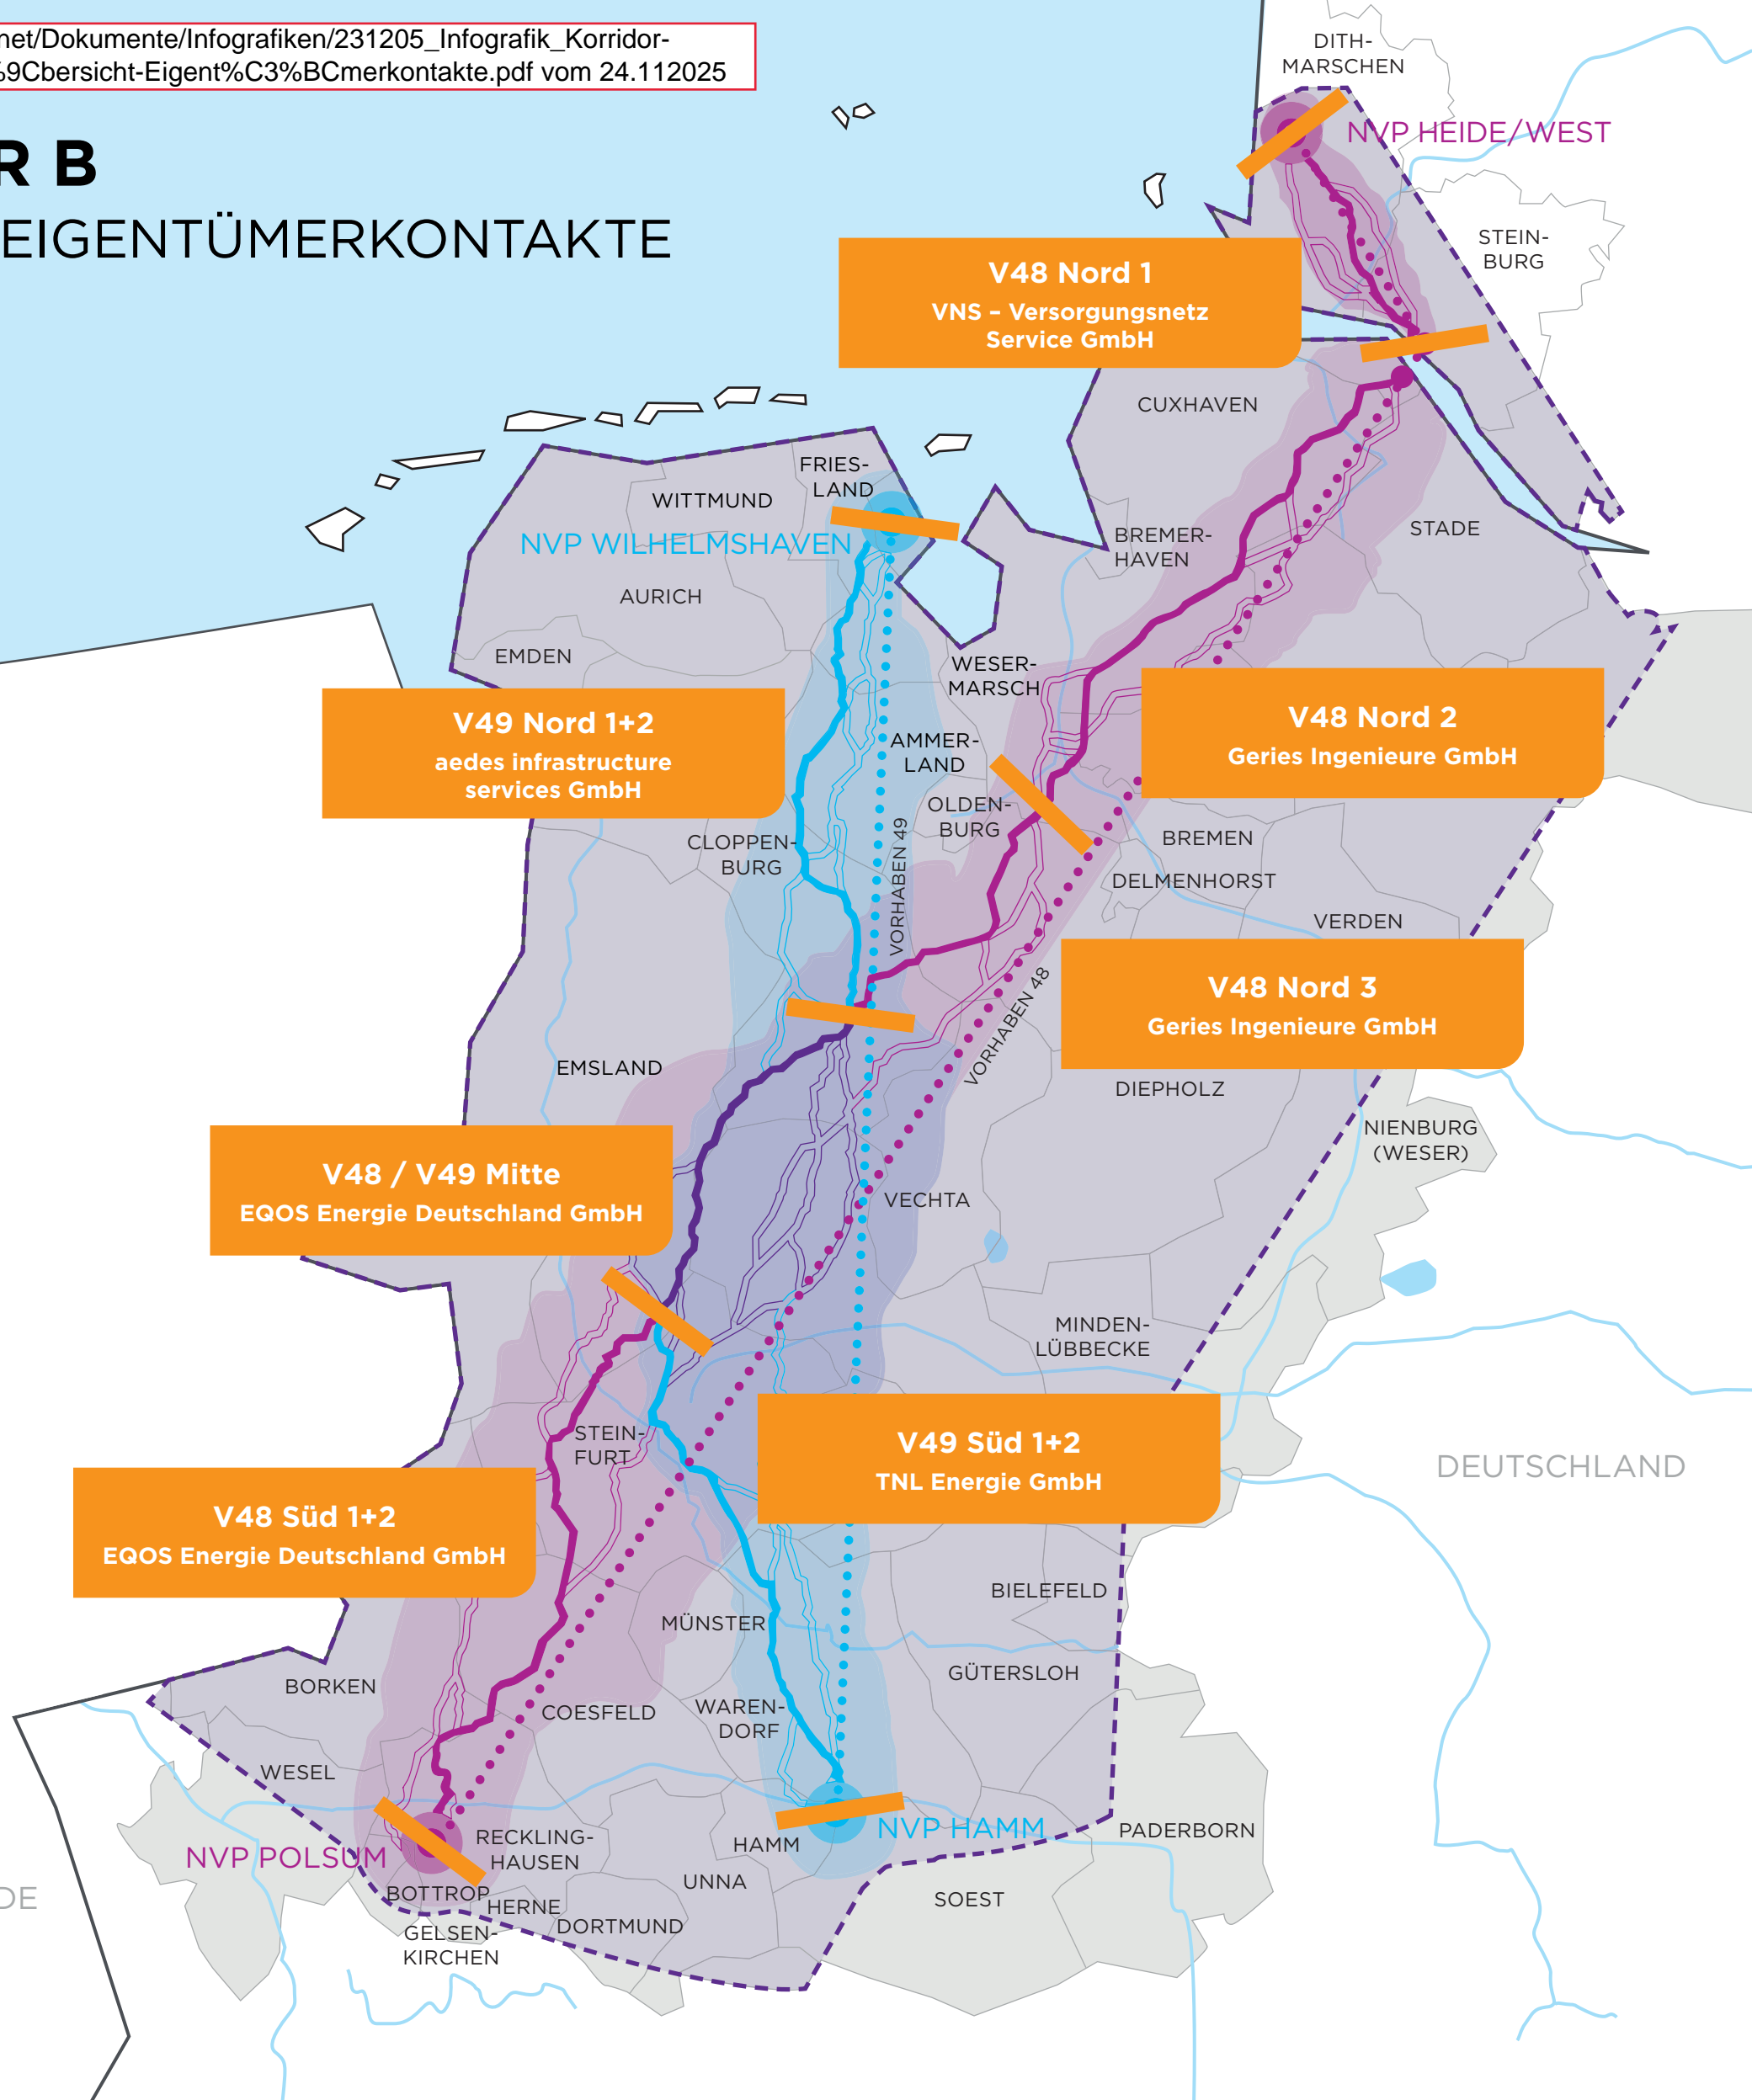 net/Dokumente/Infografiken/231205_Infografik_Korridor-
%9Cbersicht-Eigent%C3%BCmerkontakte.pdf vom 24.112025
R B
EIGENTÜMERKONTAKTE
DITH-
MARSCHEN
NVP HEIDE/WEST
STEIN-
BURG
V48 Nord 1
VNS – Versorgungsnetz
Service GmbH
CUXHAVEN
FRIES-
LAND
WITTMUND
NVP WILHELMSHAVEN
BREMER-
HAVEN
STADE
AURICH
EMDEN
WESER-
MARSCH
V49 Nord 1+2
aedes infrastructure
services GmbH
V48 Nord 2
Geries Ingenieure GmbH
AMMER-
LAND
OLDEN-
BURG
CLOPPEN-
BURG
VORHABEN 49
BREMEN
DELMENHORST
VERDEN
V48 Nord 3
Geries Ingenieure GmbH
VORHABEN 48
EMSLAND
DIEPHOLZ
NIENBURG
(WESER)
V48 / V49 Mitte
EQOS Energie Deutschland GmbH
VECHTA
MINDEN-
LÜBBECKE
STEIN-
FURT
V49 Süd 1+2
TNL Energie GmbH
DEUTSCHLAND
V48 Süd 1+2
EQOS Energie Deutschland GmbH
BIELEFELD
MÜNSTER
GÜTERSLOH
BORKEN
COESFELD
WAREN-
DORF
WESEL
NVP HAMM
PADERBORN
RECKLING-
HAUSEN
HAMM
NVP POLSUM
UNNA
BOTTROP
HERNE
SOEST
DE
DORTMUND
GELSEN-
KIRCHEN